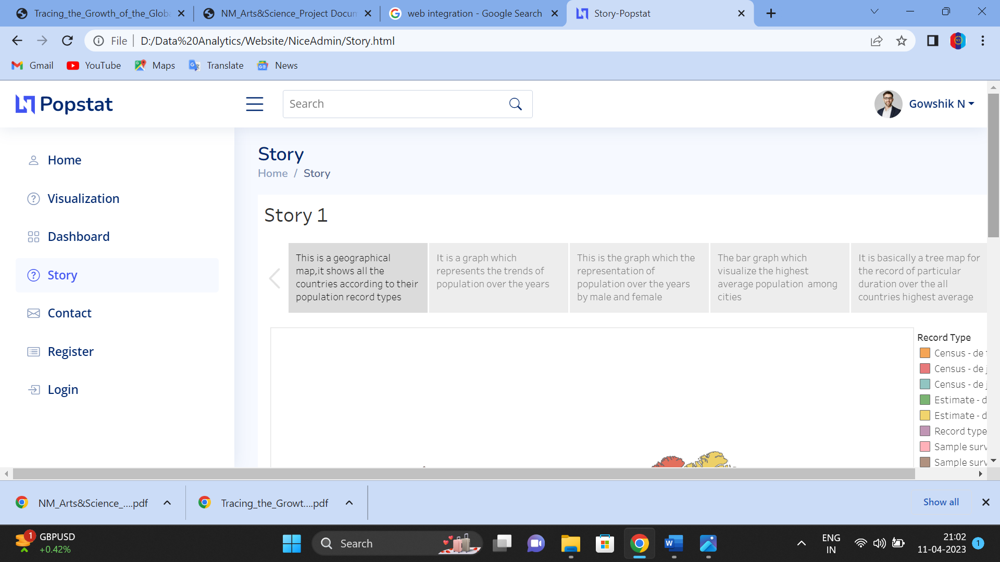 Tracing_the_Growth_of_the_Globa
NM_Arts&Science_Project Docum
web integration - Google Search
Story-Popstat
File
D:/Data%20Analytics/Website/NiceAdmin/Story.html
Gmail
YouTube
Maps
Translate
News
Popstat
Search
Gowshik N
Home
Visualization
Dashboard
Story
Contact
Register
Login
Story
Home / Story
Story 1
This is a geographical
map,it shows all the
countries according to their
population record types
It is a graph which
represents the trends of
population over the years
This is the graph which the
representation of
population over the years
by male and female
The bar graph which
visualize the highest
average population among
cities
It is basically a tree map for
the record of particular
duration over the all
countries highest average
Record Type
Census - de
Census - de j
Census - de j
Estimate - d
Estimate - d
Record type
Sample surv
Sample surv
NM_Arts&Science_....pdf
Tracing_the_Growt....pdf
Show all
1
GBPUSD
+0.42%
Search
ENG
IN
21:02
11-04-2023
1